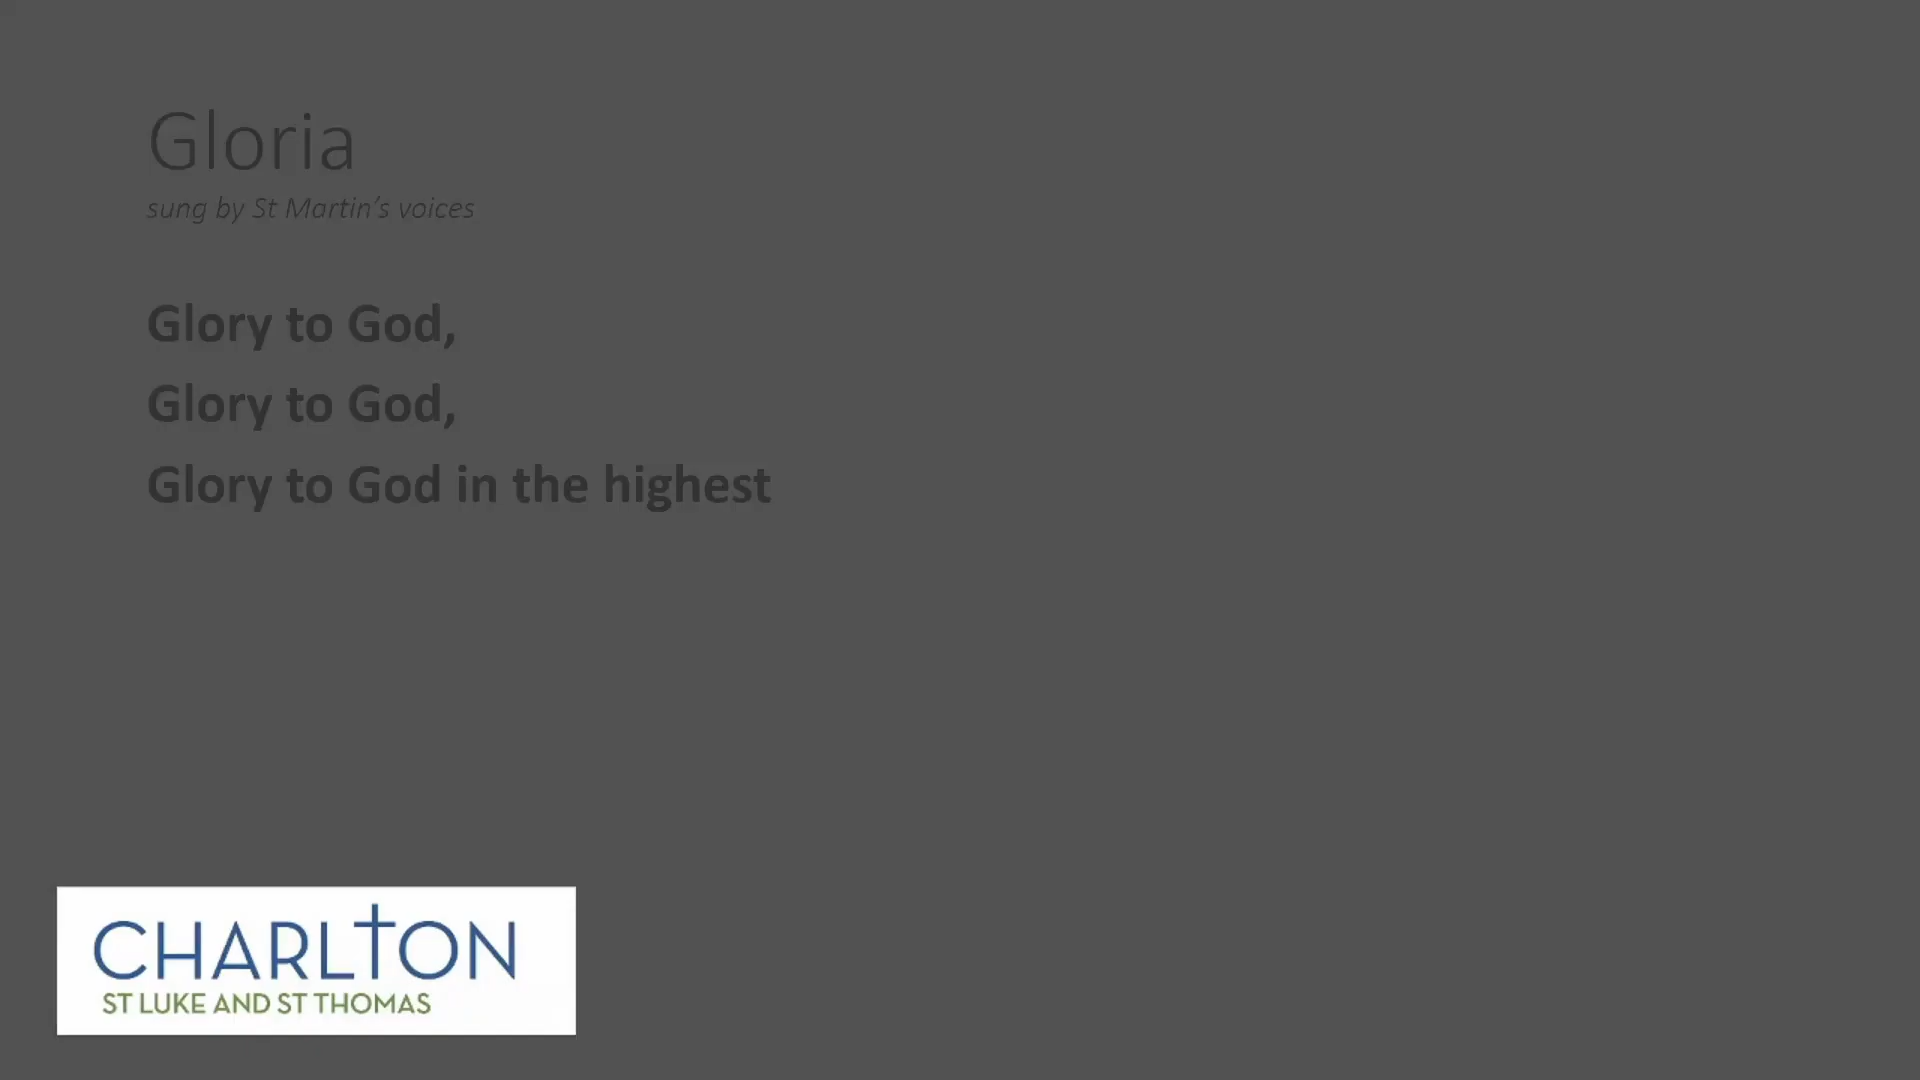 Gloria
sung by St Martin's voices
Glory to God,
Glory to God,
Glory to God in the highest
CHARLTON
ST LUKE AND ST THOMAS